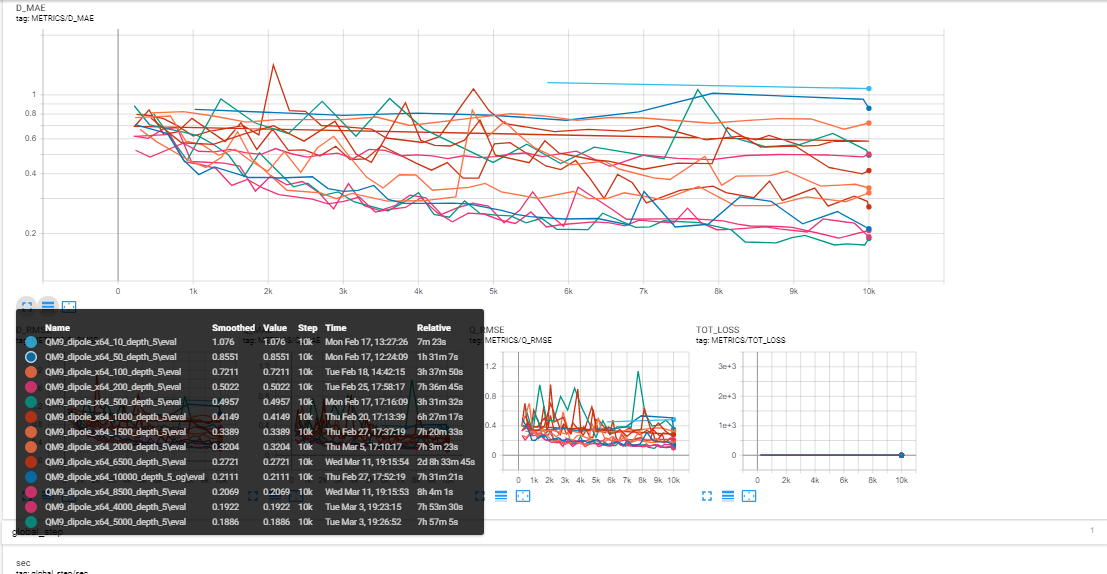 D_MAE
tag: METRICS/D_MAE
1
0.8
0.6
0.4
0.2
0 1k 2k 3k 4k 5k 6k 7k 8k 9k 10k
Name Smoothed Value Step Time Relative
QM9_dipole_x64_10_depth_5\eval 1.076 1.076 10k Mon Feb 17, 13:27:26 7m 23s
QM9_dipole_x64_50_depth_5\eval 0.8551 0.8551 10k Mon Feb 17, 12:24:09 1h 31m 7s
QM9_dipole_x64_100_depth_5\eval 0.7211 0.7211 10k Tue Feb 18, 14:42:15 3h 37m 50s
QM9_dipole_x64_200_depth_5\eval 0.5022 0.5022 10k Tue Feb 25, 17:58:17 7h 36m 45s
QM9_dipole_x64_500_depth_5\eval 0.4957 0.4957 10k Mon Feb 17, 17:16:09 3h 31m 32s
QM9_dipole_x64_1000_depth_5\eval 0.4149 0.4149 10k Thu Feb 20, 17:13:39 6h 27m 17s
QM9_dipole_x64_1500_depth_5\eval 0.3389 0.3389 10k Thu Feb 27, 17:37:19 7h 20m 33s
QM9_dipole_x64_2000_depth_5\eval 0.3204 0.3204 10k Thu Mar 5, 17:10:17 7h 3m 23s
QM9_dipole_x64_6500_depth_5\eval 0.2721 0.2721 10k Wed Mar 11, 19:15:54 2d 8h 33m 45s
QM9_dipole_x64_10000_depth_5_og\eval 0.2111 0.2111 10k Thu Feb 27, 17:52:19 7h 31m 21s
QM9_dipole_x64_8500_depth_5\eval 0.2069 0.2069 10k Wed Mar 11, 19:15:53 8h 4m 1s
QM9_dipole_x64_4000_depth_5\eval 0.1922 0.1922 10k Tue Mar 3, 19:23:15 7h 53m 30s
QM9_dipole_x64_5000_depth_5\eval 0.1886 0.1886 10k Tue Mar 3, 19:26:52 7h 57m 5s
Q_RMSE
tag: METRICS/Q_RMSE
1.2
0.8
0.4
0
0 1k 2k 3k 4k 5k 6k 7k 8k 9k 10k
TOT_LOSS
tag: METRICS/TOT_LOSS
3e+3
2e+3
1e+3
0
0 1k 2k 3k 4k 5k 6k 7k 8k 9k 10k
global_step
1
sec
tag: global_step/sec